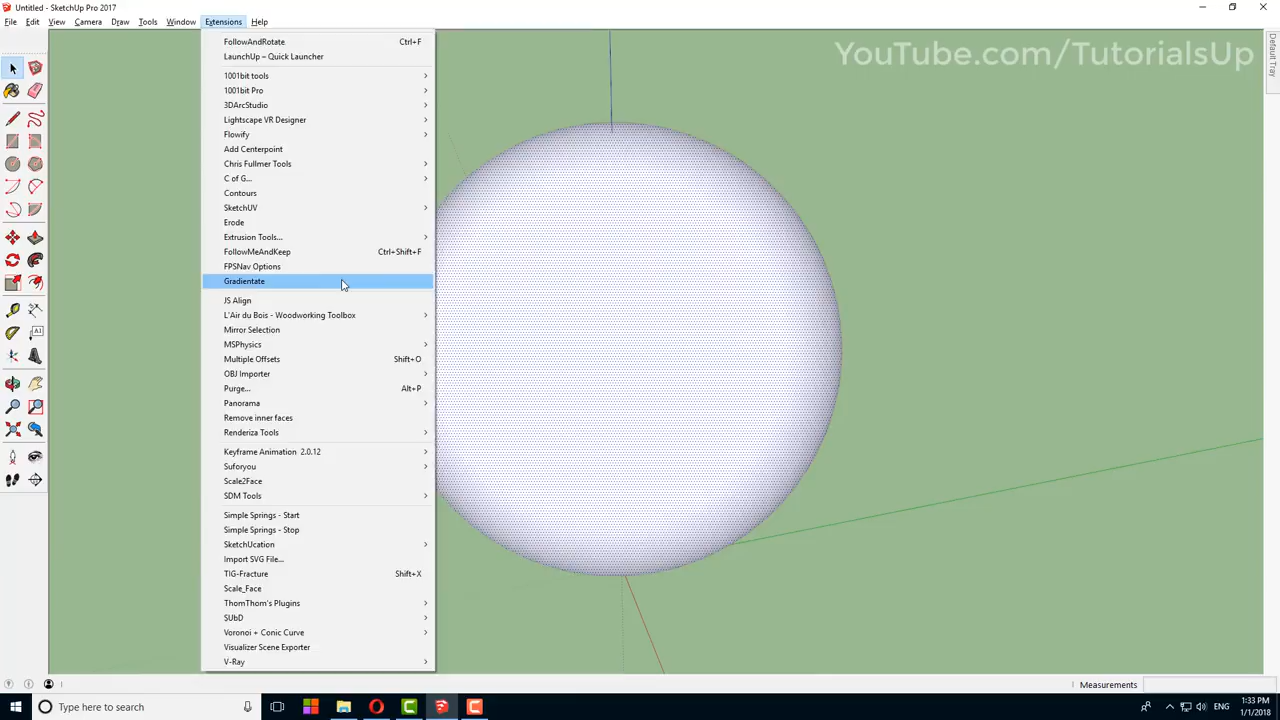 Untitled - SketchUp Pro 2017
File Edit View Camera Draw Tools Window Extensions Help
YouTube.com/TutorialsUp
Default Tray
FollowAndRotate Ctrl+F
LaunchUp – Quick Launcher
1001bit tools
1001bit Pro
3DArcStudio
Lightscape VR Designer
Flowify
Add Centerpoint
Chris Fullmer Tools
C of G...
Contours
SketchUV
Erode
Extrusion Tools...
FollowMeAndKeep Ctrl+Shift+F
FPSNav Options
Gradientate
JS Align
L'Air du Bois - Woodworking Toolbox
Mirror Selection
MSPhysics
Multiple Offsets Shift+O
OBJ Importer
Purge... Alt+P
Panorama
Remove inner faces
Renderiza Tools
Keyframe Animation 2.0.12
Suforyou
Scale2Face
SDM Tools
Simple Springs - Start
Simple Springs - Stop
SketchUcation
Import SVG File...
TIG-Fracture Shift+X
Scale_Face
ThomThom's Plugins
SUbD
Voronoi + Conic Curve
Visualizer Scene Exporter
V-Ray
Measurements
Type here to search
ENG
1:33 PM
1/1/2018